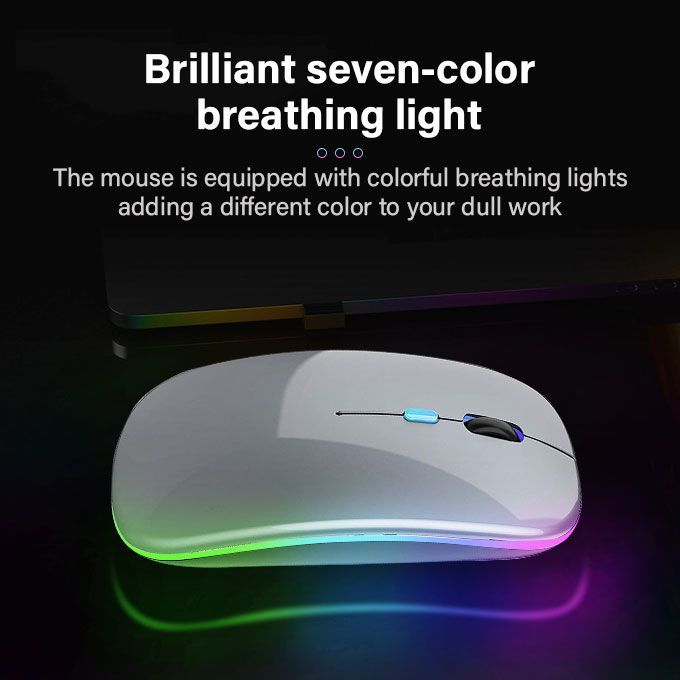 Brilliant seven-color
breathing light
The mouse is equipped with colorful breathing lights
adding a different color to your dull work